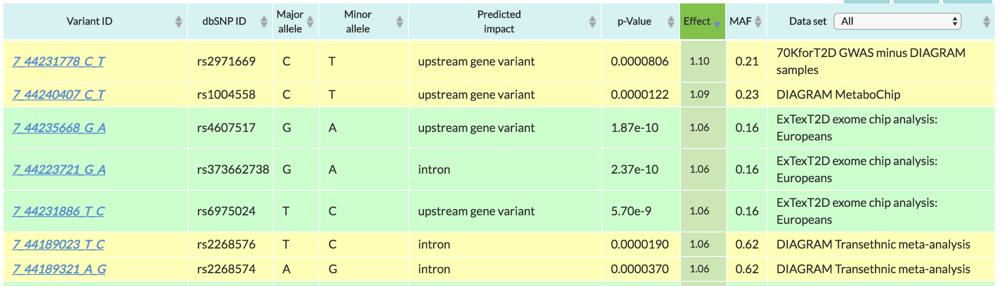 Variant ID dbSNP ID Major allele Minor allele Predicted impact p-Value Effect MAF Data set All
7_44231778_C_T rs2971669 C T upstream gene variant 0.0000806 1.10 0.21 70KforT2D GWAS minus DIAGRAM samples
7_44240407_C_T rs1004558 C T upstream gene variant 0.0000122 1.09 0.23 DIAGRAM MetaboChip
7_44235668_G_A rs4607517 G A upstream gene variant 1.87e-10 1.06 0.16 ExTexT2D exome chip analysis: Europeans
7_44223721_G_A rs373662738 G A intron 2.37e-10 1.06 0.16 ExTexT2D exome chip analysis: Europeans
7_44231886_T_C rs6975024 T C upstream gene variant 5.70e-9 1.06 0.16 ExTexT2D exome chip analysis: Europeans
7_44189023_T_C rs2268576 T C intron 0.0000190 1.06 0.62 DIAGRAM Transethnic meta-analysis
7_44189321_A_G rs2268574 A G intron 0.0000370 1.06 0.62 DIAGRAM Transethnic meta-analysis